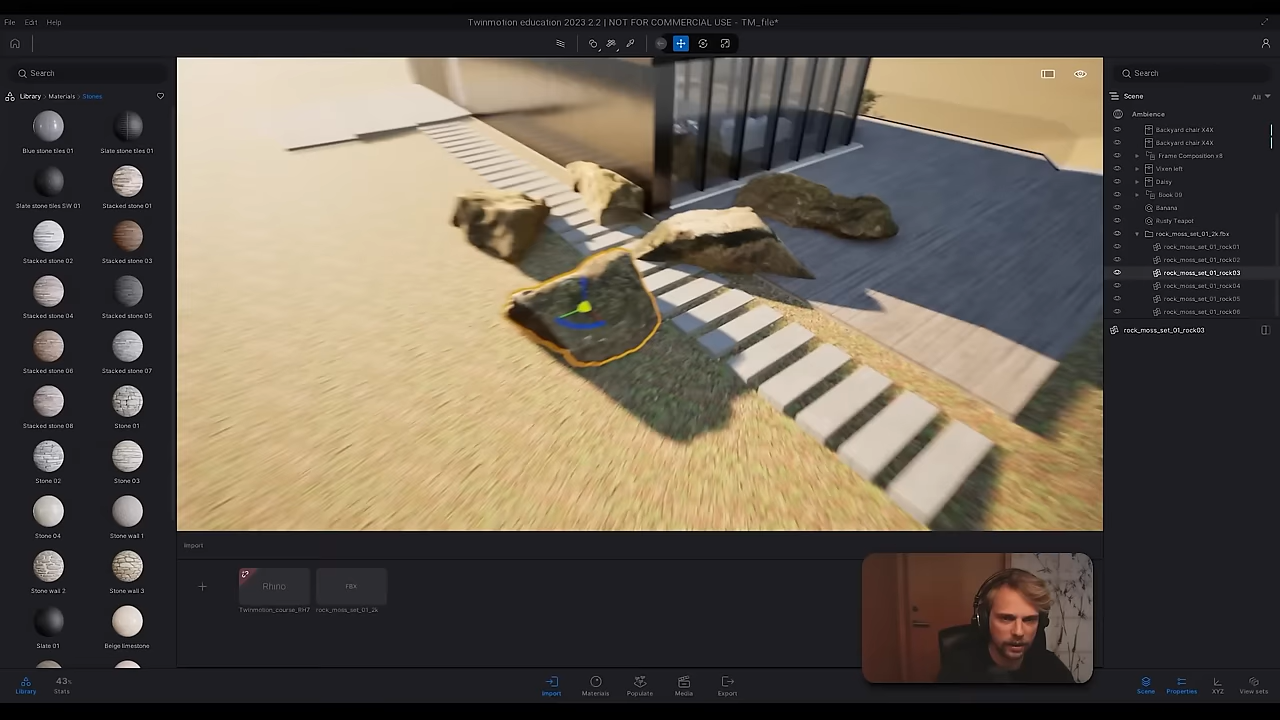 File Edit Help
Twinmotion education 2023.2.2 | NOT FOR COMMERCIAL USE - TM_file*
Search
Library › Materials › Stones
Blue stone tiles 01
Slate stone tiles 01
Slate stone tiles SW 01
Stacked stone 01
Stacked stone 02
Stacked stone 03
Stacked stone 04
Stacked stone 05
Stacked stone 06
Stacked stone 07
Stacked stone 08
Stone 01
Stone 02
Stone 03
Stone 04
Stone wall 1
Stone wall 2
Stone wall 3
Slate 01
Beige limestone
Library
43%
Stats
Import
Rhino
Twinmotion_course_RH7
FBX
rock_moss_set_01_2k
Import
Materials
Populate
Media
Export
Search
Scene
All
Ambience
Backyard chair X4X
Backyard chair X4X
Frame Composition x8
Vixen left
Daisy
Book 09
Banana
Rusty Teapot
rock_moss_set_01_2k.fbx
rock_moss_set_01_rock01
rock_moss_set_01_rock02
rock_moss_set_01_rock03
rock_moss_set_01_rock04
rock_moss_set_01_rock05
rock_moss_set_01_rock06
rock_moss_set_01_rock03
Scene
Properties
XYZ
View sets